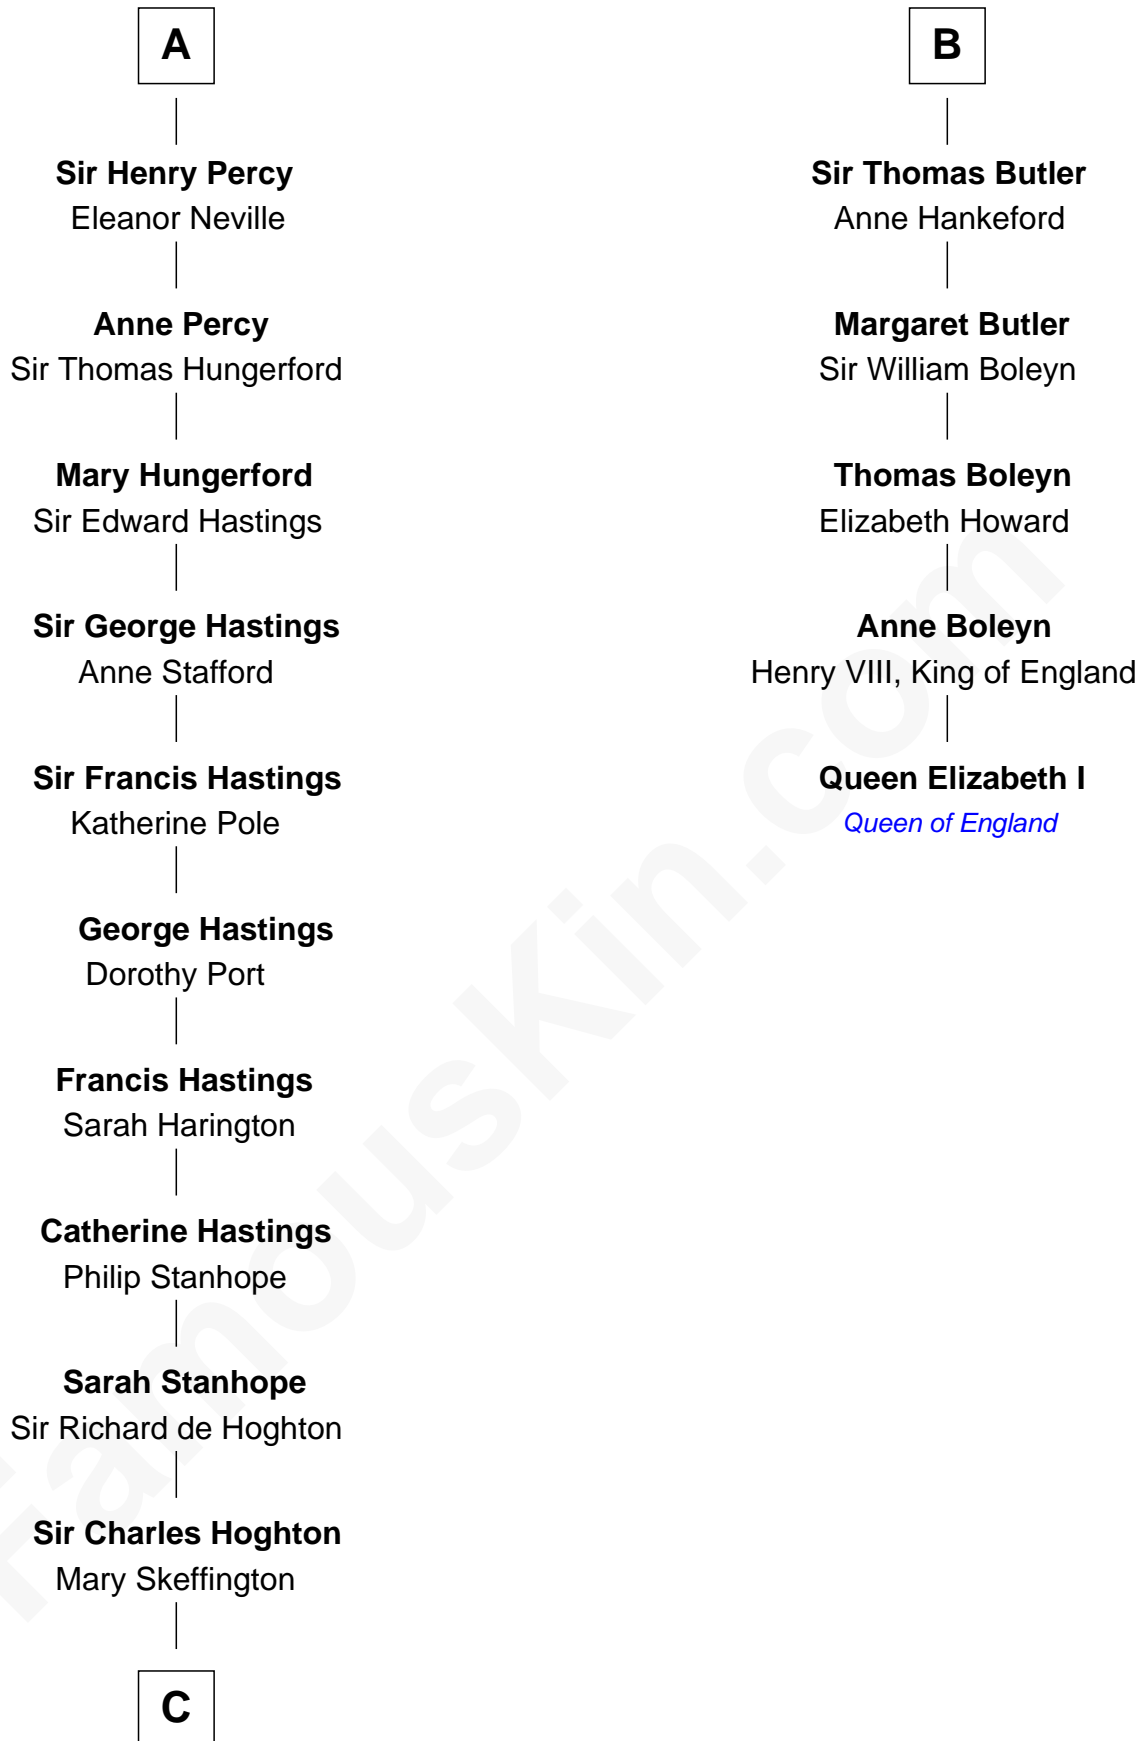 A
Sir Henry Percy
Eleanor Neville
Anne Percy
Sir Thomas Hungerford
Mary Hungerford
Sir Edward Hastings
Sir George Hastings
Anne Stafford
Sir Francis Hastings
Katherine Pole
George Hastings
Dorothy Port
Francis Hastings
Sarah Harington
Catherine Hastings
Philip Stanhope
Sarah Stanhope
Sir Richard de Hoghton
Sir Charles Hoghton
Mary Skeffington
C
B
Sir Thomas Butler
Anne Hankeford
Margaret Butler
Sir William Boleyn
Thomas Boleyn
Elizabeth Howard
Anne Boleyn
Henry VIII, King of England
Queen Elizabeth I
Queen of England
FamousKin.com